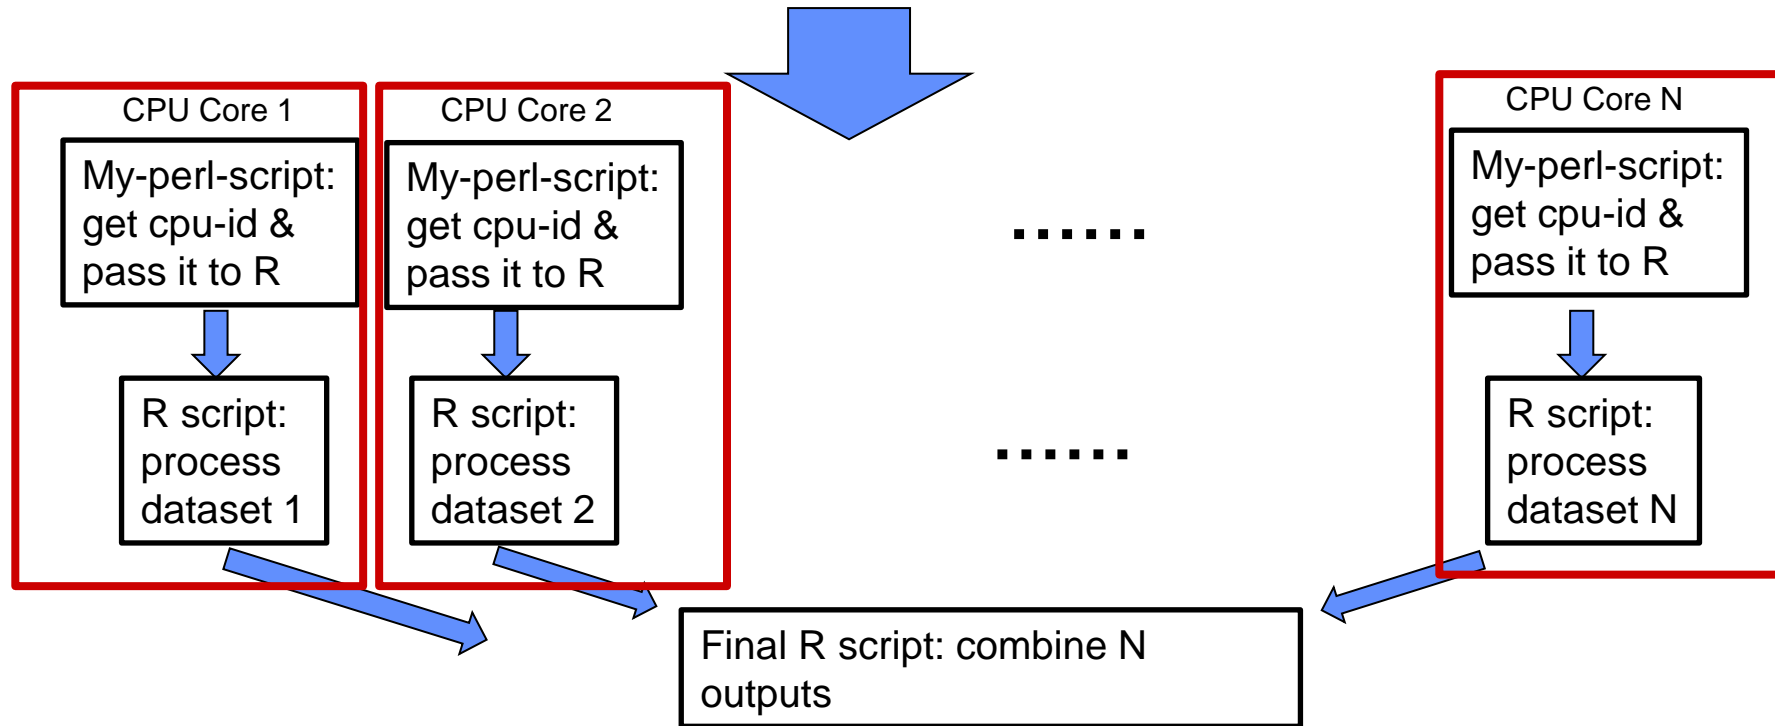 CPU Core 1
My-perl-script:
get cpu-id &
pass it to R
R script:
process
dataset 1
CPU Core 2
My-perl-script:
get cpu-id &
pass it to R
R script:
process
dataset 2
......
......
CPU Core N
My-perl-script:
get cpu-id &
pass it to R
R script:
process
dataset N
Final R script: combine N
outputs